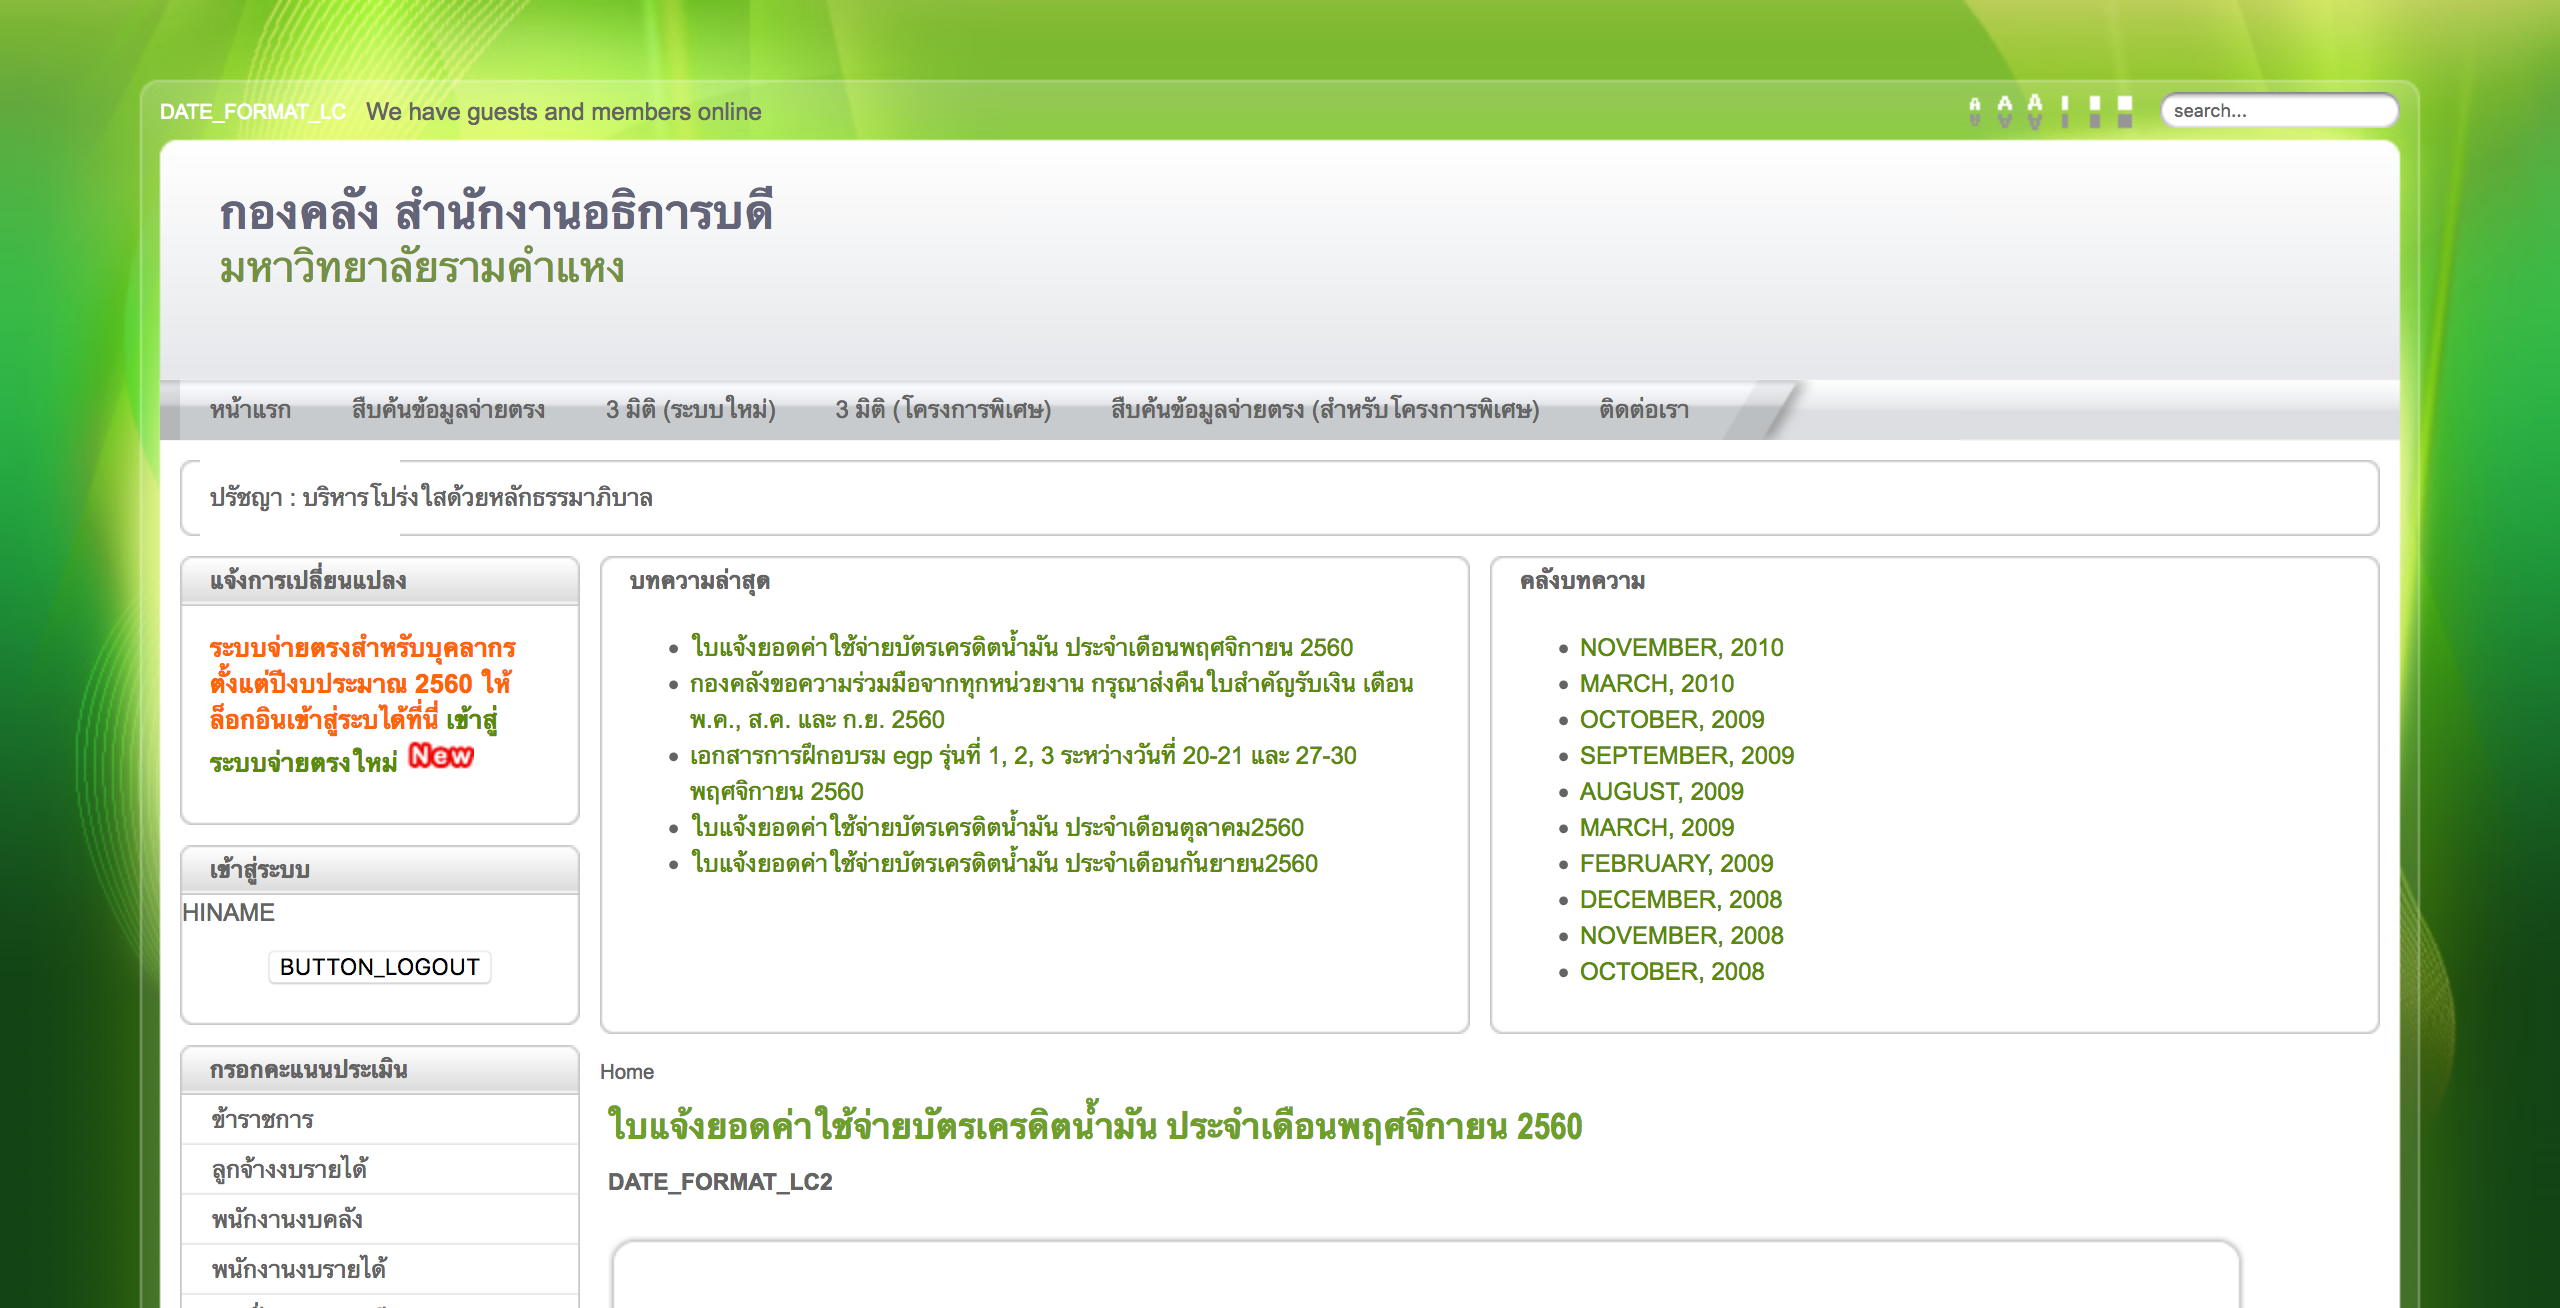 DATE_FORMAT_LC We have guests and members online
A A A
search...
กองคลัง สำนักงานอธิการบดี
มหาวิทยาลัยรามคำแหง
หน้าแรก สืบค้นข้อมูลจ่ายตรง 3 มิติ (ระบบใหม่) 3 มิติ (โครงการพิเศษ) สืบค้นข้อมูลจ่ายตรง (สำหรับโครงการพิเศษ) ติดต่อเรา
ปรัชญา : บริหารโปร่งใสด้วยหลักธรรมาภิบาล
แจ้งการเปลี่ยนแปลง
ระบบจ่ายตรงสำหรับบุคลากร
ตั้งแต่ปีงบประมาณ 2560 ให้
ล็อกอินเข้าสู่ระบได้ที่นี่ เข้าสู่
ระบบจ่ายตรงใหม่ New
เข้าสู่ระบบ
HINAME
BUTTON_LOGOUT
กรอกคะแนนประเมิน
ข้าราชการ
ลูกจ้างงบรายได้
พนักงานงบคลัง
พนักงานงบรายได้
บทความล่าสุด
ใบแจ้งยอดค่าใช้จ่ายบัตรเครดิตน้ำมัน ประจำเดือนพฤศจิกายน 2560
กองคลังขอความร่วมมือจากทุกหน่วยงาน กรุณาส่งคืนใบสำคัญรับเงิน เดือน
พ.ค., ส.ค. และ ก.ย. 2560
เอกสารการฝึกอบรม egp รุ่นที่ 1, 2, 3 ระหว่างวันที่ 20-21 และ 27-30
พฤศจิกายน 2560
ใบแจ้งยอดค่าใช้จ่ายบัตรเครดิตน้ำมัน ประจำเดือนตุลาคม2560
ใบแจ้งยอดค่าใช้จ่ายบัตรเครดิตน้ำมัน ประจำเดือนกันยายน2560
คลังบทความ
NOVEMBER, 2010
MARCH, 2010
OCTOBER, 2009
SEPTEMBER, 2009
AUGUST, 2009
MARCH, 2009
FEBRUARY, 2009
DECEMBER, 2008
NOVEMBER, 2008
OCTOBER, 2008
Home
ใบแจ้งยอดค่าใช้จ่ายบัตรเครดิตน้ำมัน ประจำเดือนพฤศจิกายน 2560
DATE_FORMAT_LC2